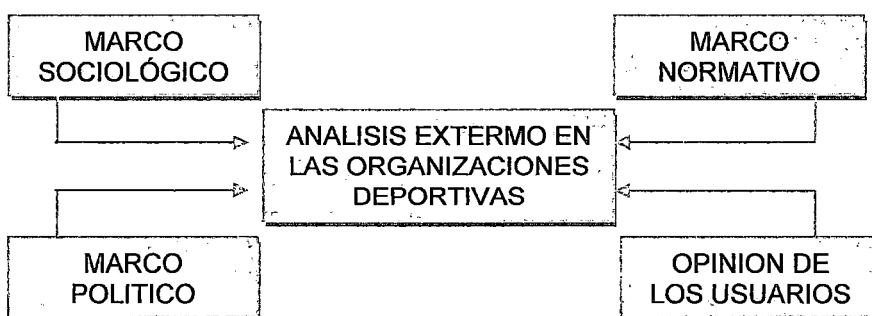 MARCO
SOCIOLÓGICO
MARCO
NORMATIVO
ANALISIS EXTERMO EN
LAS ORGANIZACIONES
DEPORTIVAS
MARCO
POLITICO
OPINION DE
LOS USUARIOS